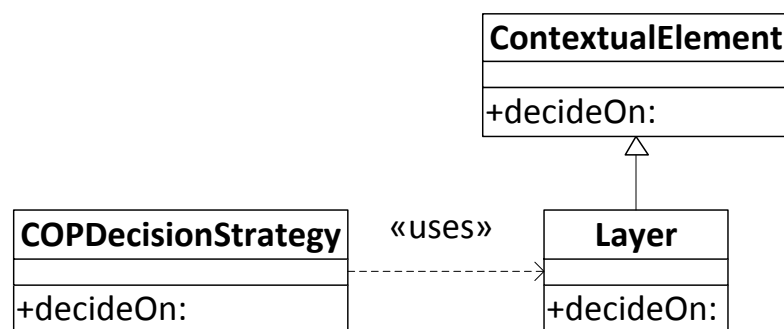 ContextualElement
+decideOn:
COPDecisionStrategy
«uses»
Layer
+decideOn:
+decideOn: